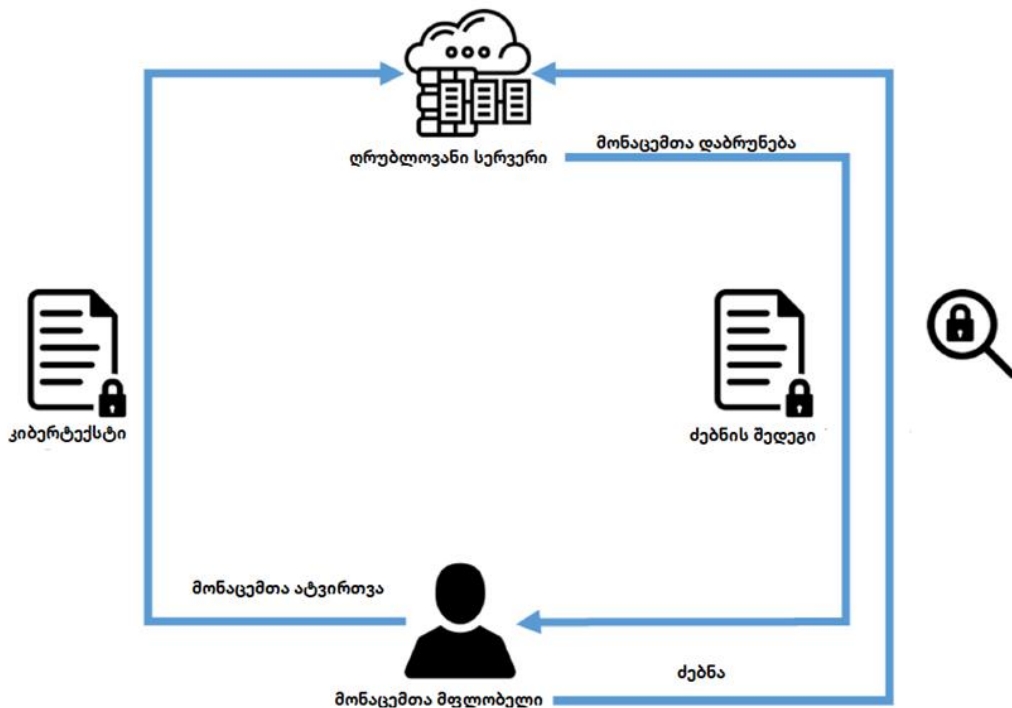 ღრუბლოვანი სერვერი
მონაცემთა დაბრუნება
კიბერტექსტი
ძებნის შედეგი
მონაცემთა ატვირთვა
ძებნა
მონაცემთა მფლობელი